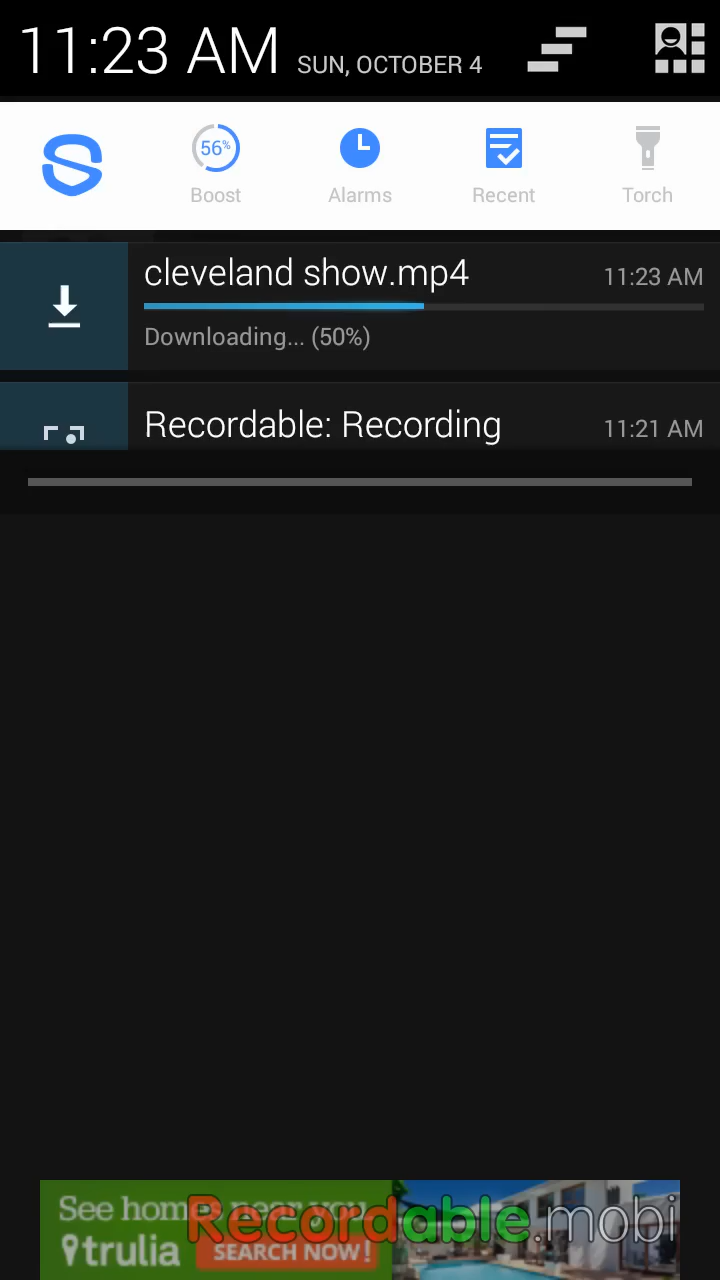 11:23 AM SUN, OCTOBER 4
56%
Boost Alarms Recent Torch
cleveland show.mp4 11:23 AM
Downloading... (50%)
Recordable: Recording 11:21 AM
See homes near you
Recordable.mobi
trulia SEARCH NOW!